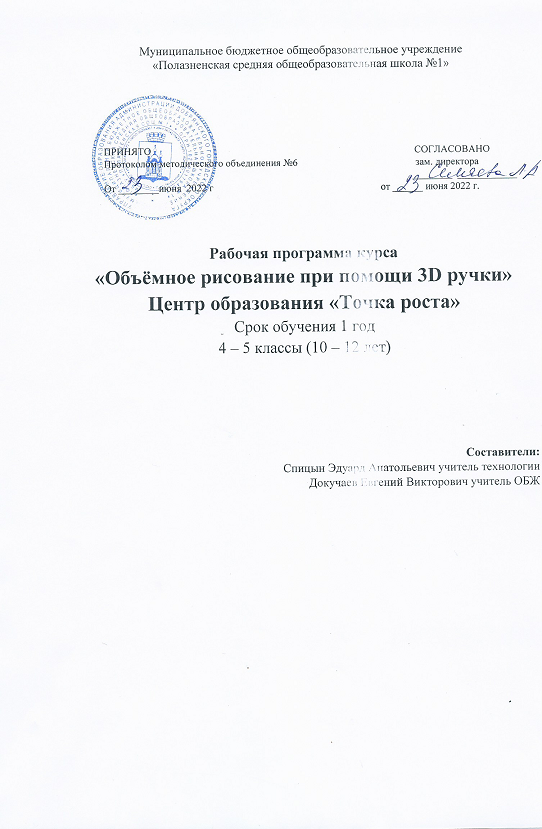 Муниципальное бюджетное общеобразовательное учреждение
«Полазненская средняя общеобразовательная школа №1»
ПРИНЯТО
Протоколом методического объединения №6
От 23 июня 2022 г
СОГЛАСОВАНО
зам. директора
от 23 июня 2022 г.
Рабочая программа курса
«Объёмное рисование при помощи 3D ручки»
Центр образования «Точка роста»
Срок обучения 1 год
4 – 5 классы (10 – 12 лет)
Составители:
Спицын Эдуард Анатольевич учитель технологии
Докучаев Евгений Викторович учитель ОБЖ